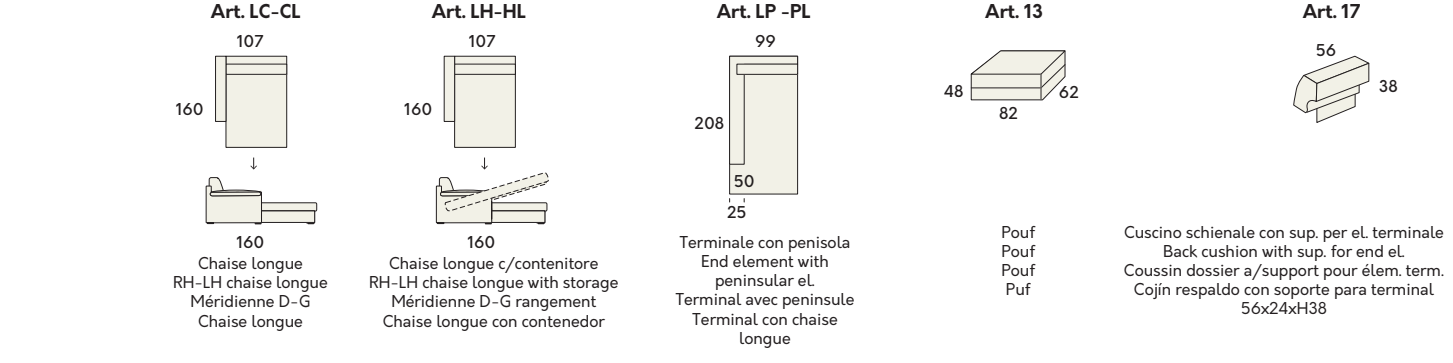 Art. LC-CL
107
160
160
Chaise longue
RH-LH chaise longue
Méridienne D-G
Chaise longue
Art. LH-HL
107
160
160
Chaise longue c/contenitore
RH-LH chaise longue with storage
Méridienne D-G rangement
Chaise longue con contenedor
Art. LP -PL
99
208
50
25
Terminale con penisola
End element with
peninsular el.
Terminal avec peninsule
Terminal con chaise
longue
Art. 13
48
62
82
Pouf
Pouf
Pouf
Puf
Art. 17
56
38
Cuscino schienale con sup. per el. terminale
Back cushion with sup. for end el.
Coussin dossier a/support pour élem. term.
Cojín respaldo con soporte para terminal
56x24xH38